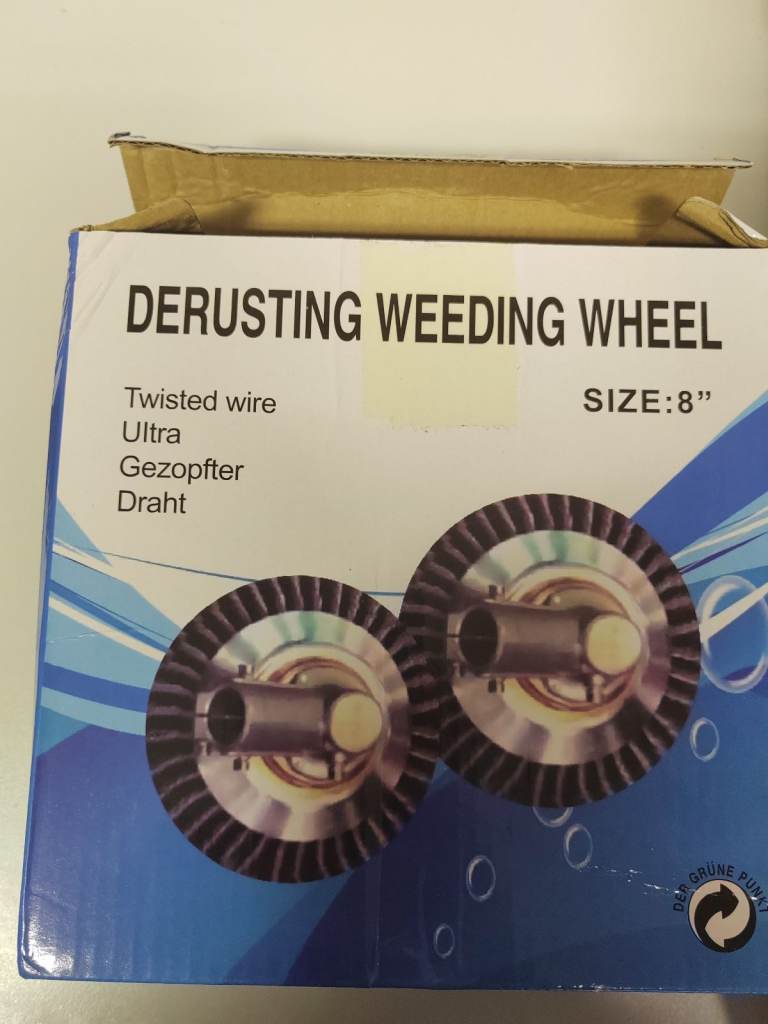 DERUSTING WEEDING WHEEL
SIZE:8”
Twisted wire
Ultra
Gezopfter
Draht
DER GRÜNE PUNKT